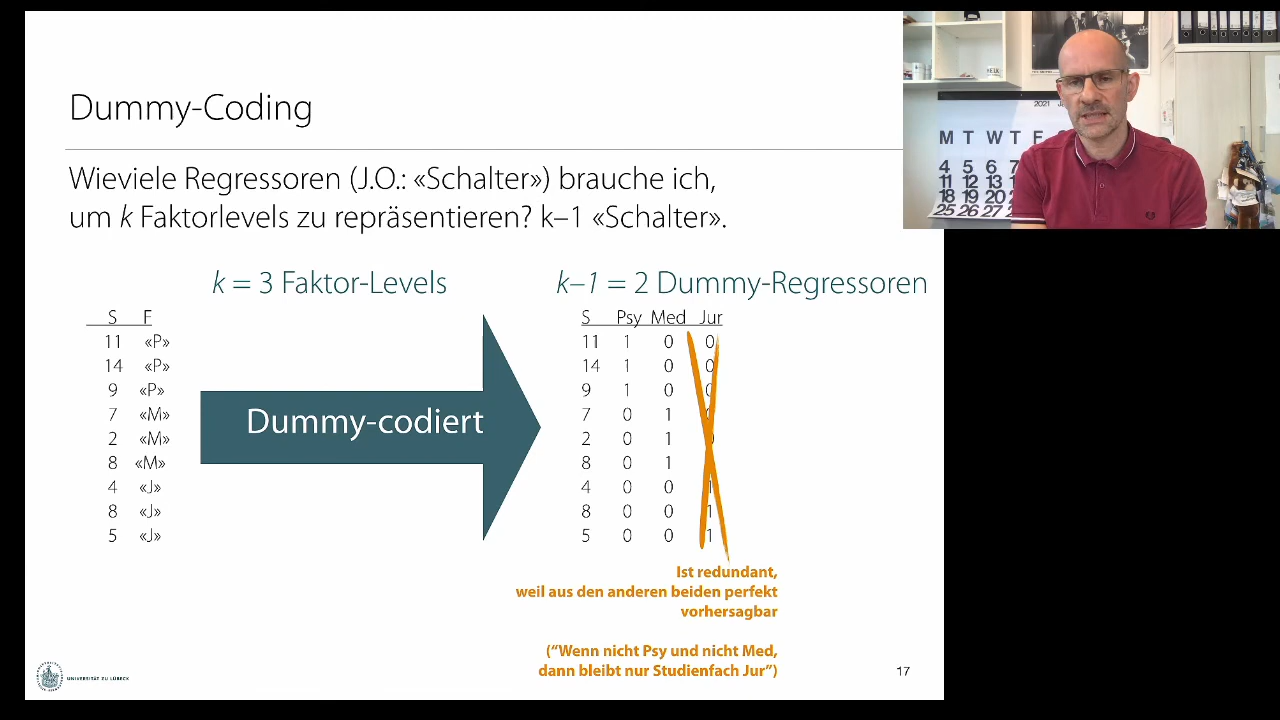 Dummy-Coding
Wieviele Regressoren (J.O.: «Schalter») brauche ich,
um k Faktorlevels zu repräsentieren? k–1 «Schalter».
k = 3 Faktor-Levels
S F
11 «P»
14 «P»
9 «P»
7 «M»
2 «M»
8 «M»
4 «J»
8 «J»
5 «J»
Dummy-codiert
k–1 = 2 Dummy-Regressoren
S Psy Med Jur
11 1 0 0
14 1 0 0
9 1 0 0
7 0 1 0
2 0 1 0
8 0 1
4 0 0 1
8 0 0 1
5 0 0 1
Ist redundant,
weil aus den anderen beiden perfekt
vorhersagbar
(“Wenn nicht Psy und nicht Med,
dann bleibt nur Studienfach Jur”)
UNIVERSITÄT ZU LÜBECK
17
2021
M T W T F
4 5 6 7
11 12 13 1
18 19 20
25 26 27